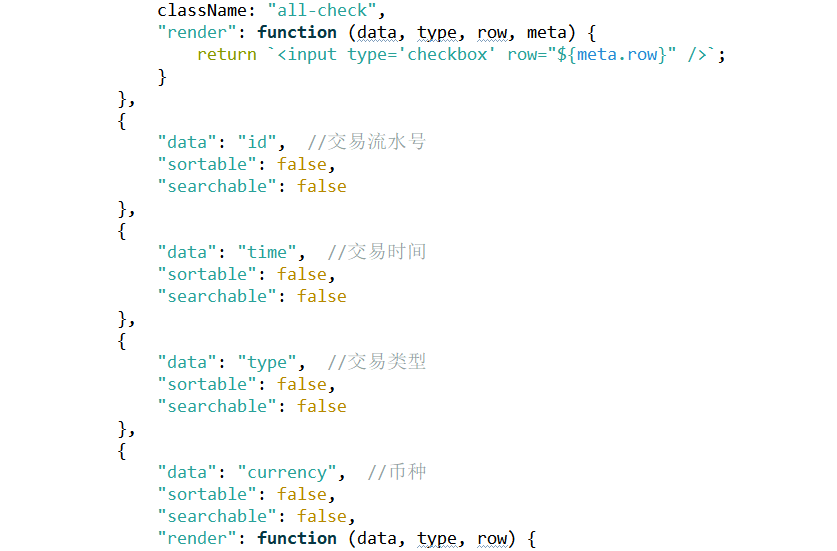 className: "all-check",
"render": function (data, type, row, meta) {
return `<input type='checkbox' row="${meta.row}" />`;
}
},
{
"data": "id",  //交易流水号
"sortable": false,
"searchable": false
},
{
"data": "time",  //交易时间
"sortable": false,
"searchable": false
},
{
"data": "type",  //交易类型
"sortable": false,
"searchable": false
},
{
"data": "currency",  //币种
"sortable": false,
"searchable": false,
"render": function (data, type, row) {